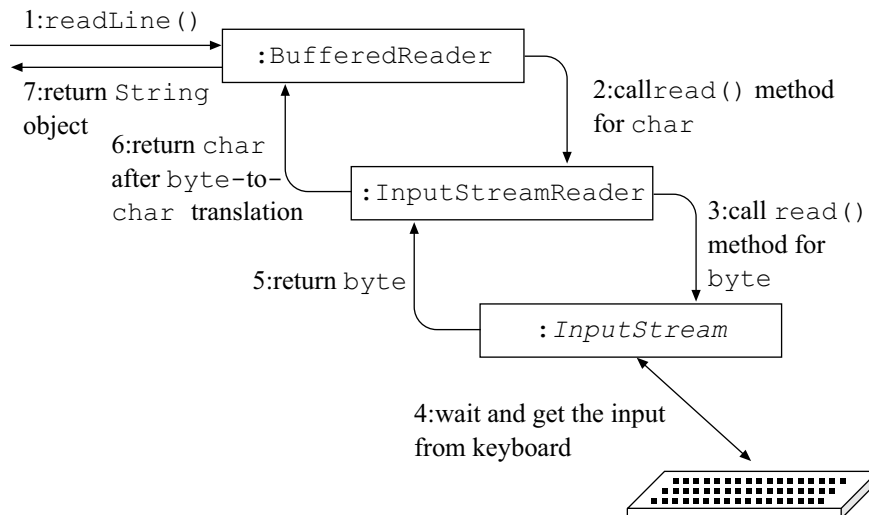 1:readLine()
:BufferedReader
7:return String
object
2:callread() method
for char
6:return char
after byte-to-
char translation
:InputStreamReader
3:call read()
method for
byte
5:return byte
:InputStream
4:wait and get the input
from keyboard